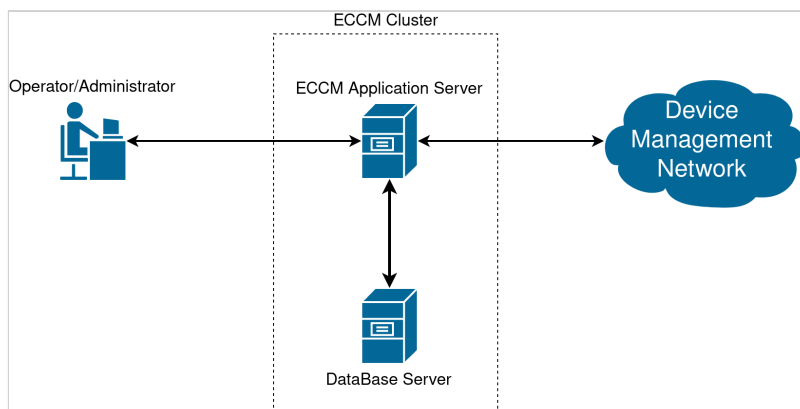 ECCM Cluster
Operator/Administrator
ECCM Application Server
Device
Management
Network
DataBase Server